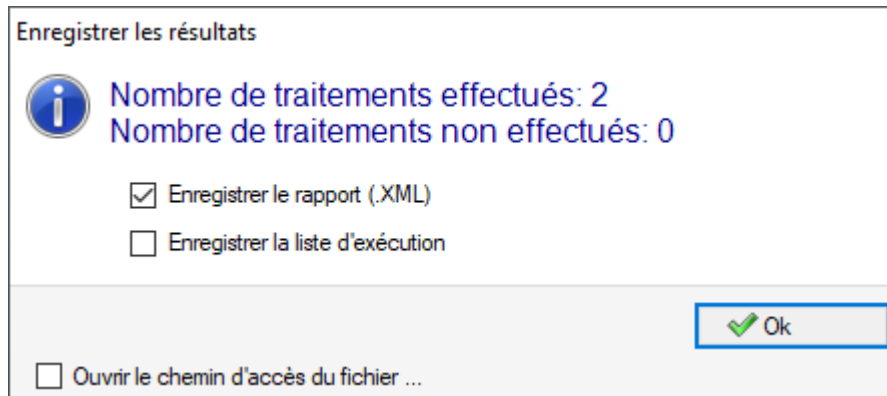 Enregistrer les résultats
Nombre de traitements effectués: 2
Nombre de traitements non effectués: 0
Enregistrer le rapport (.XML)
Enregistrer la liste d'exécution
Ok
Ouvrir le chemin d'accès du fichier ...